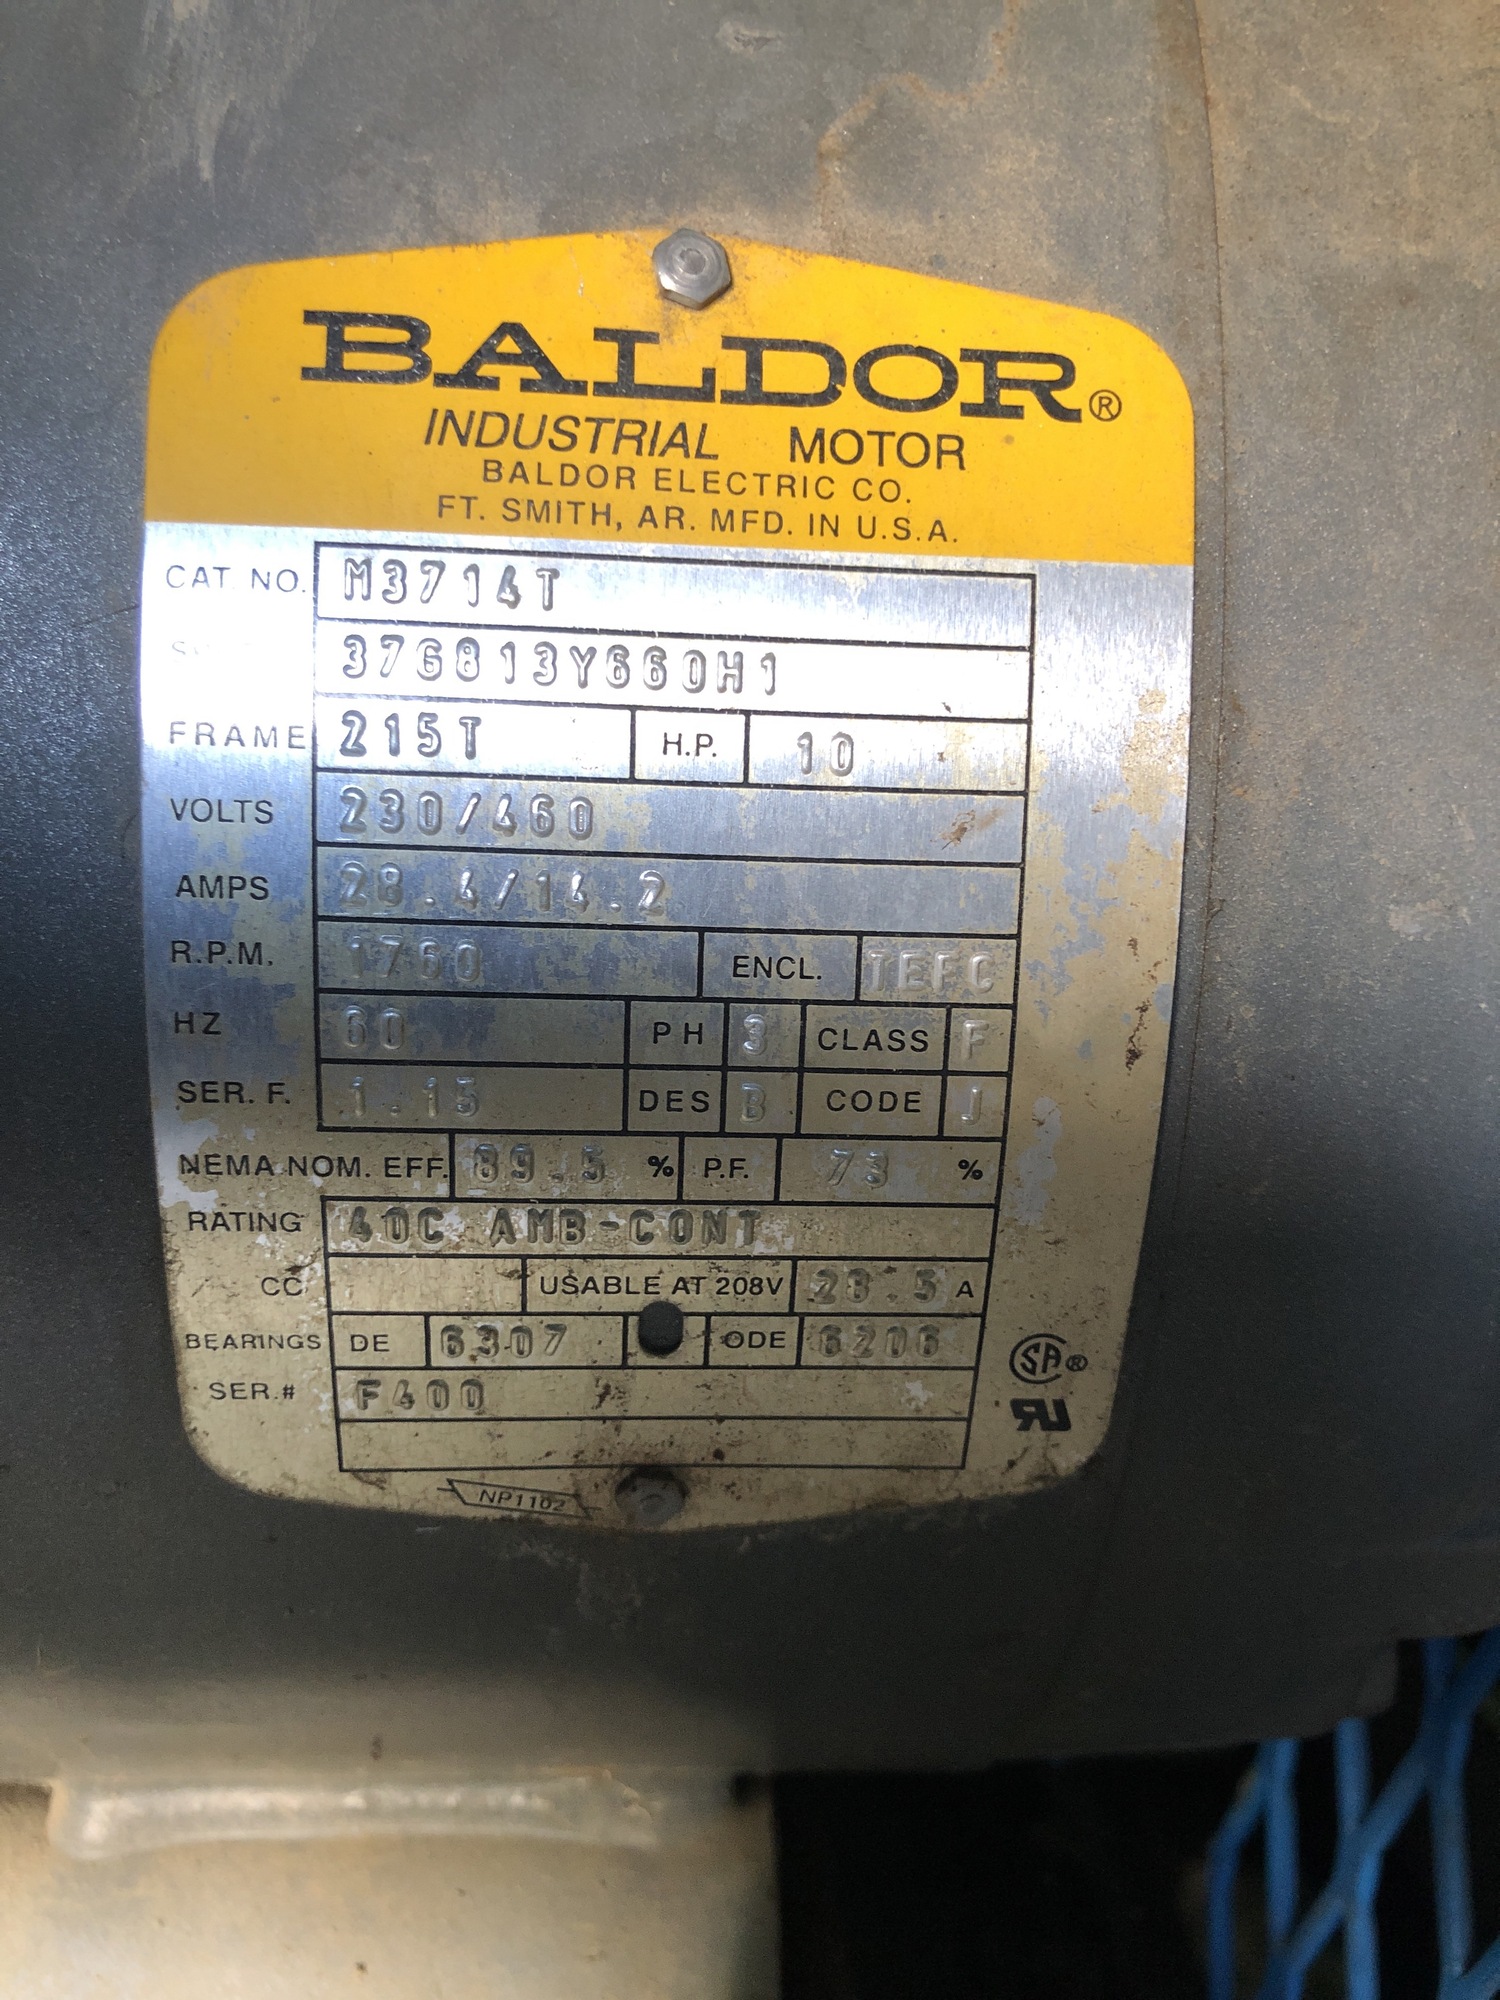 BALDOR®
INDUSTRIAL MOTOR
BALDOR ELECTRIC CO.
FT. SMITH, AR. MFD. IN U.S.A.
CAT. NO. M3714T
37G813Y660H1
FRAME 215T H.P. 10
VOLTS 230/460
AMPS 28.4/14.2
R.P.M. 1760 ENCL. TEFC
HZ 60 PH 3 CLASS F
SER. F. 1.15 DES B CODE J
NEMA NOM. EFF. 89.5 % P.F. 73 %
RATING 40C AMB-CONT
CC USABLE AT 208V 28.5 A
BEARINGS DE 6307 ODE 6206
SER.# F400
SA®
UR
NP1102